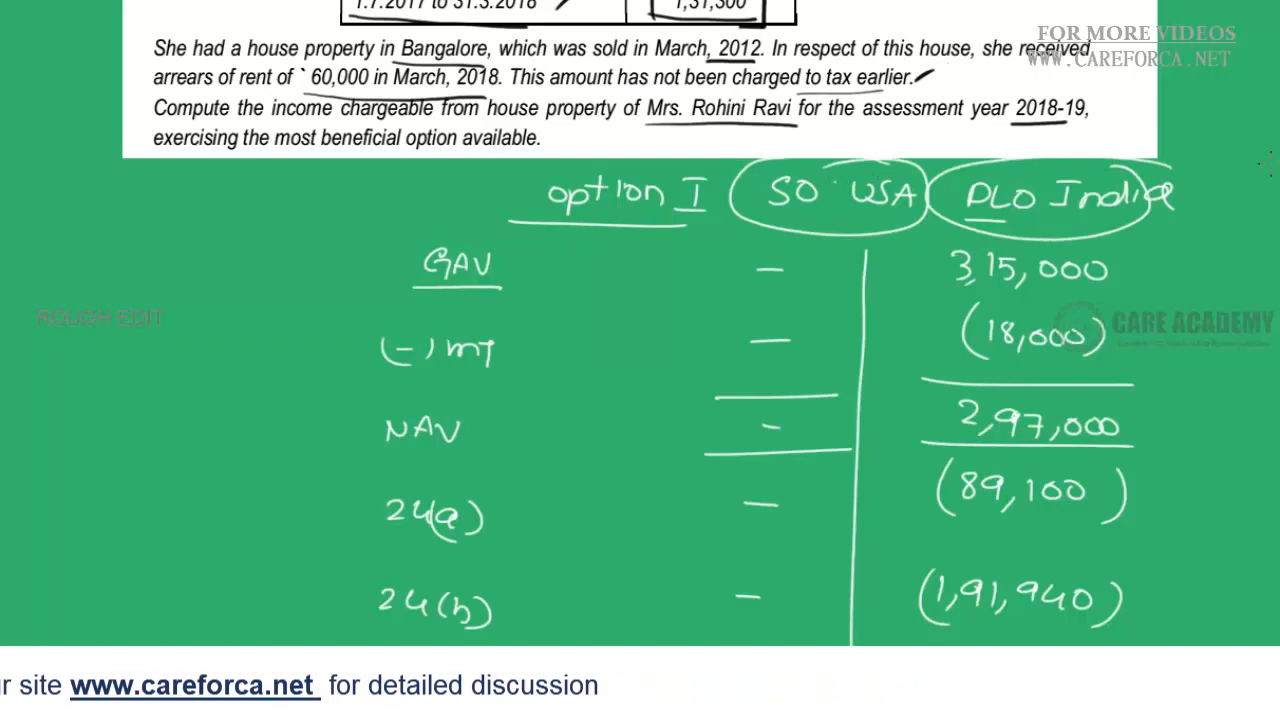 1.7.2017 to 31.3.2018 1,31,300
FOR MORE VIDEOS
WWW.CAREFORCA.NET
She had a house property in Bangalore, which was sold in March, 2012. In respect of this house, she received
arrears of rent of ` 60,000 in March, 2018. This amount has not been charged to tax earlier.
Compute the income chargeable from house property of Mrs. Rohini Ravi for the assessment year 2018-19,
exercising the most beneficial option available.
option I SO USA DLO India
GAV — 3,15,000
ROUGH EDIT
CARE ACADEMY
(-) MT — (18,000)
NAV - 2,97,000
24(a) — (89,100)
24(b) — (1,91,940)
ur site www.careforca.net for detailed discussion